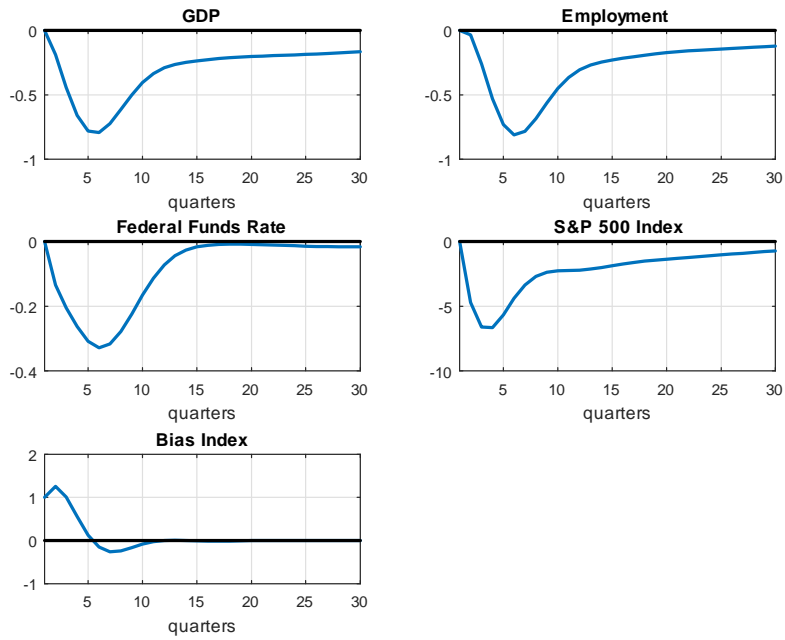 GDP
0
-0.5
-1
5 10 15 20 25 30
quarters
Employment
0
-0.5
-1
5 10 15 20 25 30
quarters
Federal Funds Rate
0
-0.2
-0.4
5 10 15 20 25 30
quarters
S&P 500 Index
0
-5
-10
5 10 15 20 25 30
quarters
Bias Index
2
1
0
-1
5 10 15 20 25 30
quarters